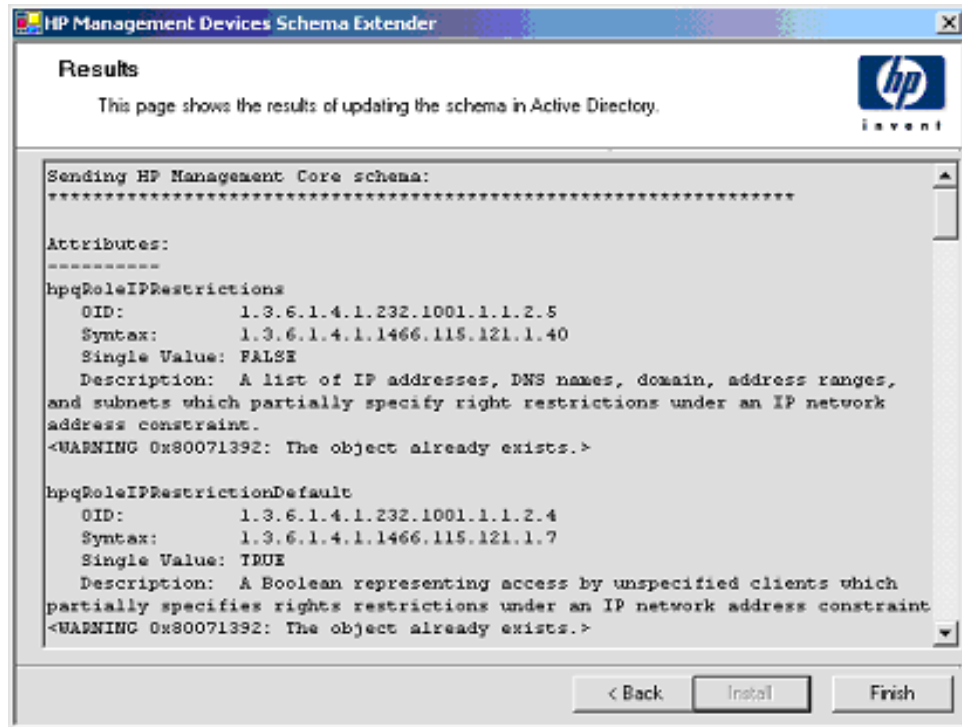 HP Management Devices Schema Extender
Results
This page shows the results of updating the schema in Active Directory.
hp
invent
Sending HP Management Core schema:
******************************************************************
Attributes:
----------
hpqRoleIPRestrictions
OID: 1.3.6.1.4.1.232.1001.1.1.2.5
Syntax: 1.3.6.1.4.1.1466.115.121.1.40
Single Value: FALSE
Description: A list of IP addresses, DNS names, domain, address ranges,
and subnets which partially specify right restrictions under an IP network
address constraint.
<WARNING 0x80071392: The object already exists.>
hpqRoleIPRestrictionDefault
OID: 1.3.6.1.4.1.232.1001.1.1.2.4
Syntax: 1.3.6.1.4.1.1466.115.121.1.7
Single Value: TRUE
Description: A Boolean representing access by unspecified clients which
partially specifies rights restrictions under an IP network address constraint
<WARNING 0x80071392: The object already exists.>
< Back
Install
Finish